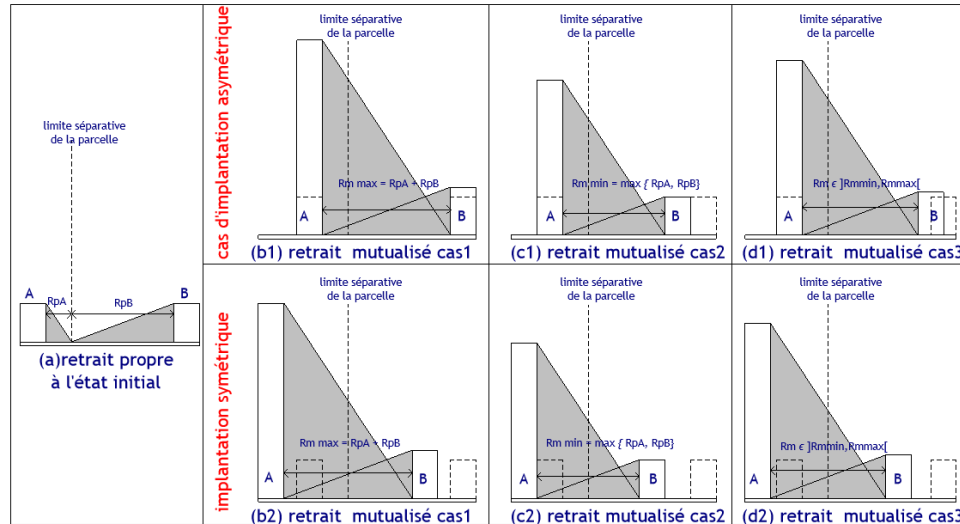 limite séparative
de la parcelle
A
RpA
RpB
B
(a)retrait propre
à l'état initial
cas d'implantation asymétrique
limite séparative
de la parcelle
Rm max = RpA + RpB
A
B
(b1) retrait mutualisé cas1
limite séparative
de la parcelle
Rm min = max { RpA, RpB}
A
B
(c1) retrait mutualisé cas2
limite séparative
de la parcelle
Rm ϵ ]Rmmin,Rmmax[
A
B
(d1) retrait mutualisé cas3
implantation symétrique
limite séparative
de la parcelle
Rm max = RpA + RpB
A
B
(b2) retrait mutualisé cas1
limite séparative
de la parcelle
Rm min = max { RpA, RpB}
A
B
(c2) retrait mutualisé cas2
limite séparative
de la parcelle
Rm ϵ ]Rmmin,Rmmax[
A
B
(d2) retrait mutualisé cas3